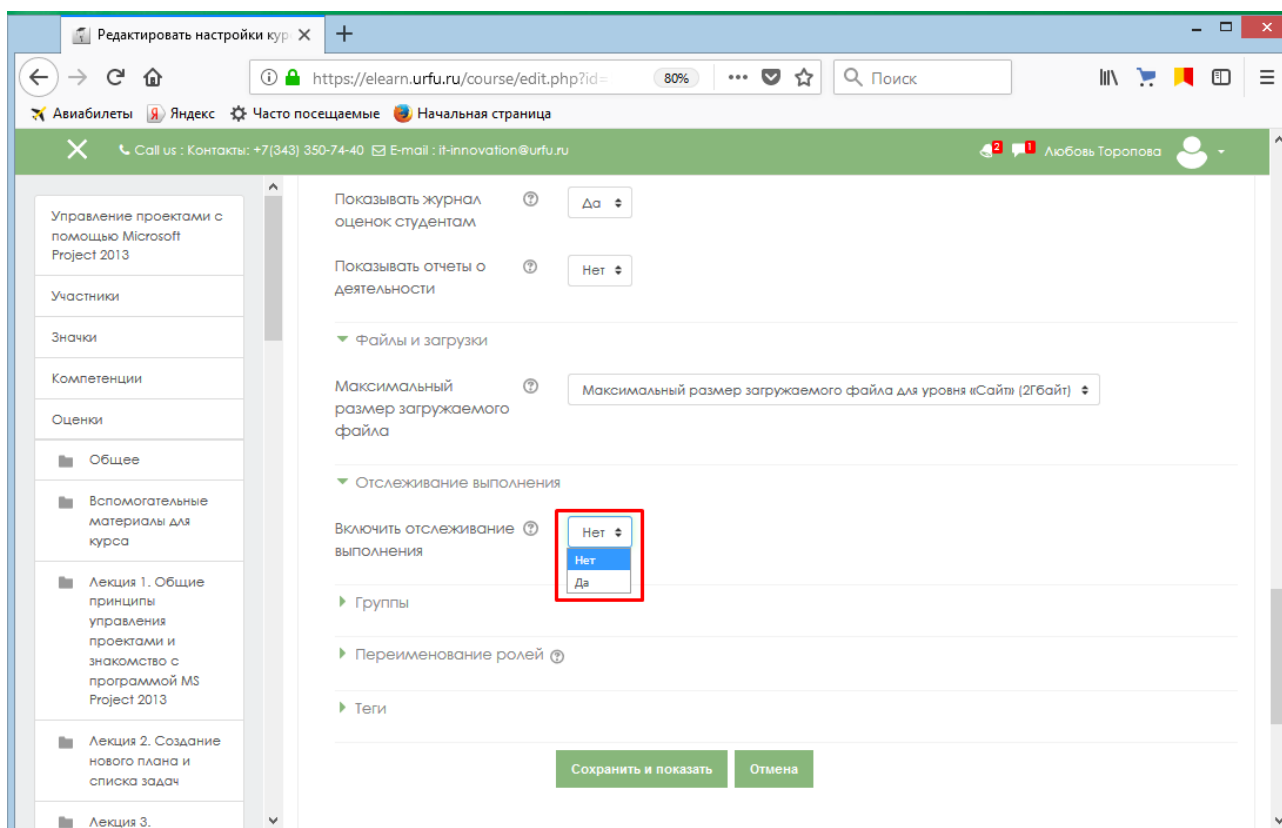 Редактировать настройки кур
https://elearn.urfu.ru/course/edit.php?id=
80%
Поиск
Авиабилеты
Яндекс
Часто посещаемые
Начальная страница
Call us : Контакты: +7(343) 350-74-40
E-mail : it-innovation@urfu.ru
2
1
Любовь Торопова
Управление проектами с
помощью Microsoft
Project 2013
Участники
Значки
Компетенции
Оценки
Общее
Вспомогательные
материалы для
курса
Лекция 1. Общие
принципы
управления
проектами и
знакомство с
программой MS
Project 2013
Лекция 2. Создание
нового плана и
списка задач
Лекция 3.
Показывать журнал
оценок студентам
Да
Показывать отчеты о
деятельности
Нет
Файлы и загрузки
Максимальный
размер загружаемого
файла
Максимальный размер загружаемого файла для уровня «Сайт» (2Гбайт)
Отслеживание выполнения
Включить отслеживание
выполнения
Нет
Нет
Да
Группы
Переименование ролей
Теги
Сохранить и показать
Отмена